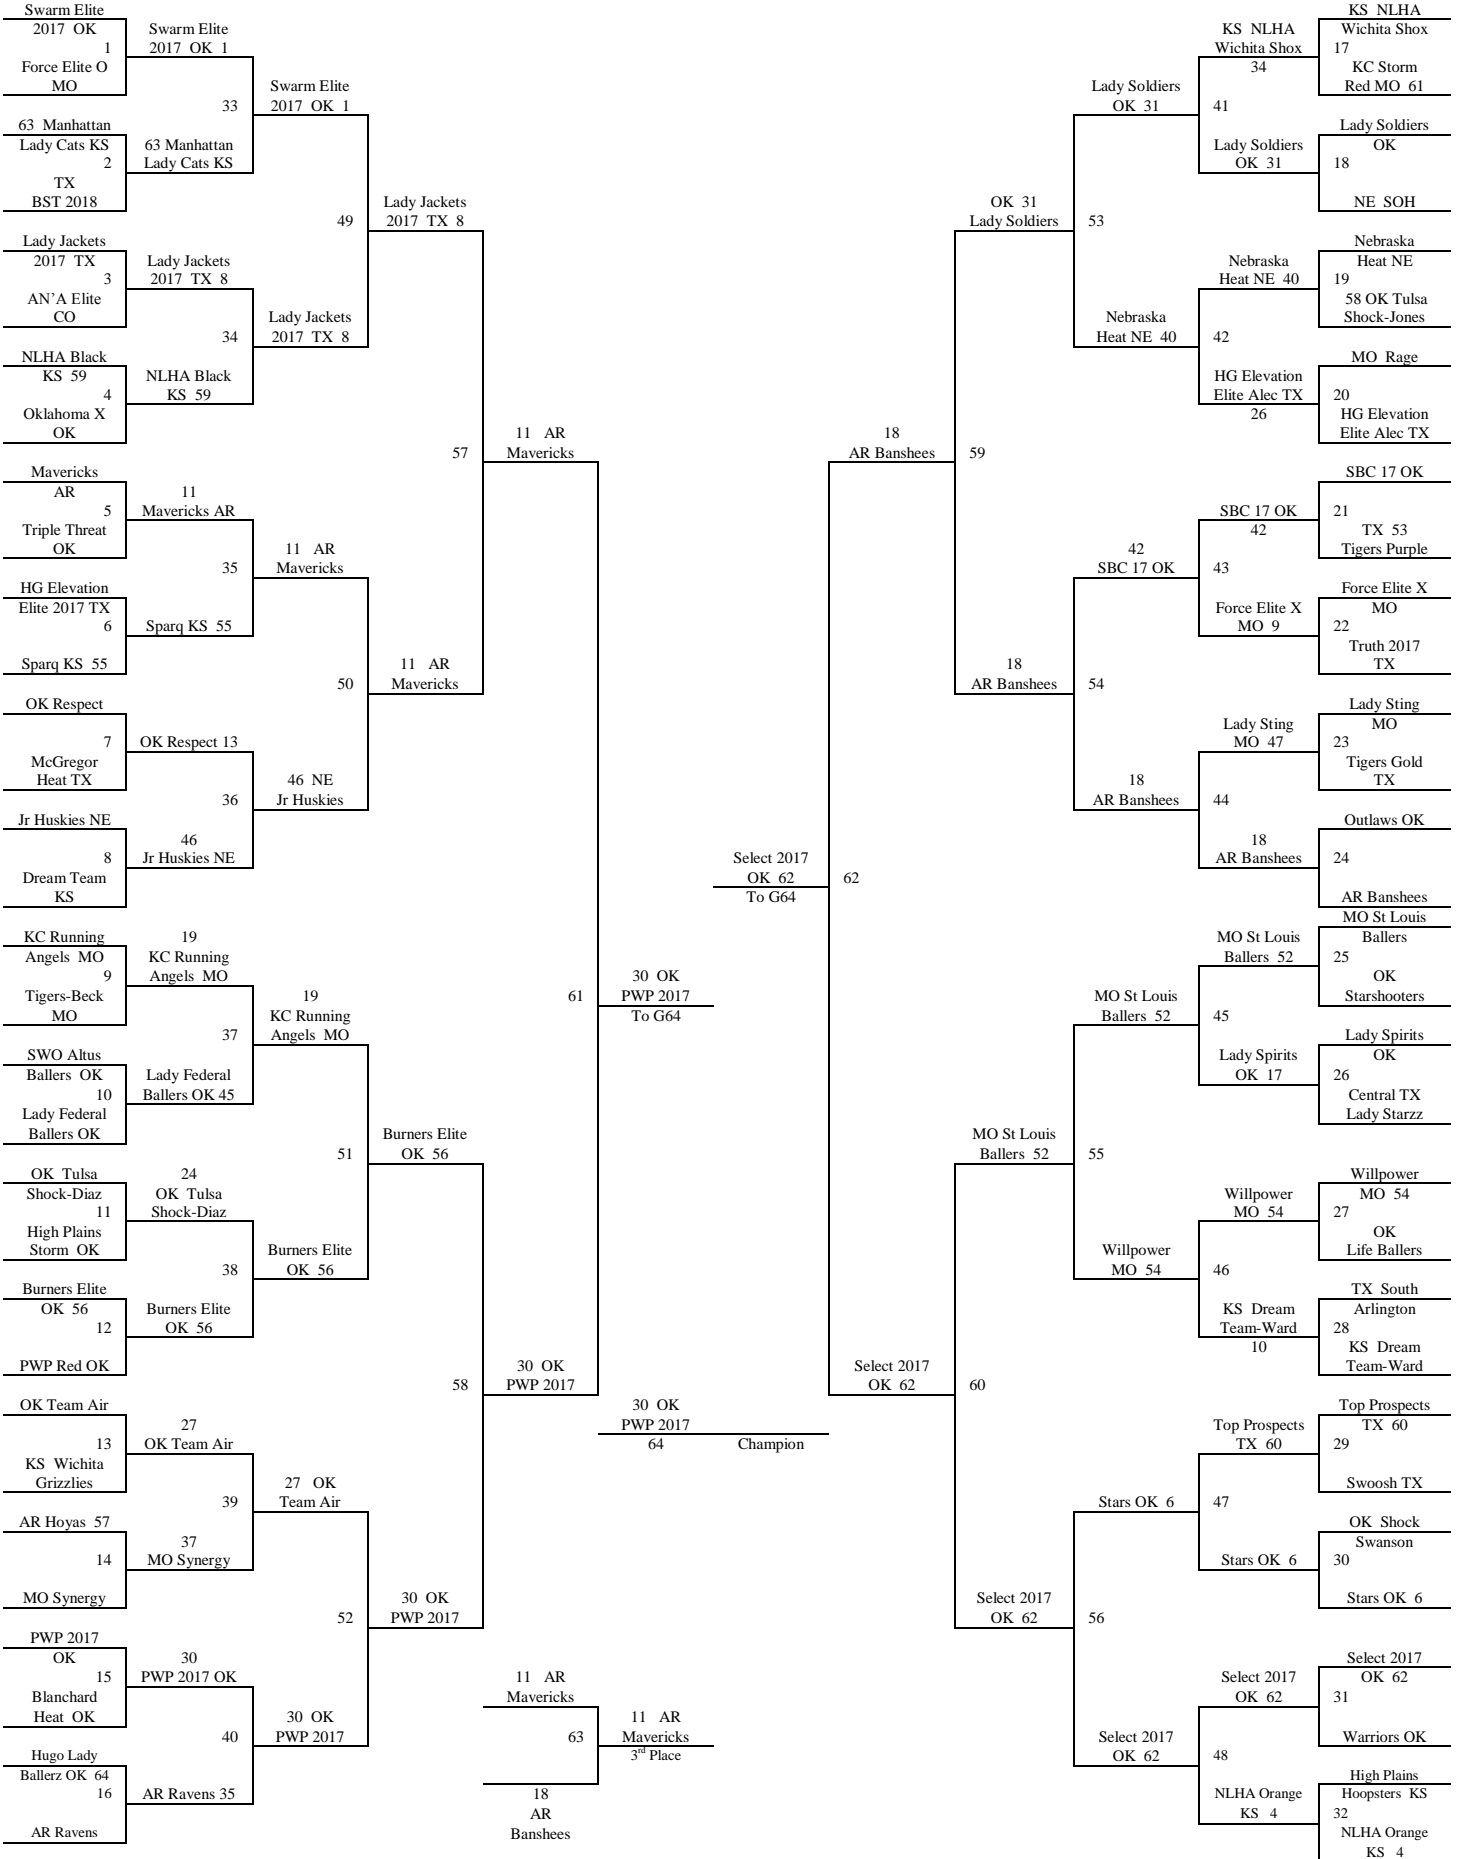 Swarm Elite
2017 OK
1
Force Elite O
MO
63 Manhattan
Lady Cats KS
2
TX
BST 2018
Lady Jackets
2017 TX
3
AN’A Elite
CO
NLHA Black
KS 59
4
Oklahoma X
OK
Mavericks
AR
5
Triple Threat
OK
HG Elevation
Elite 2017 TX
6
Sparq KS 55
OK Respect
7
McGregor
Heat TX
Jr Huskies NE
8
Dream Team
KS
KC Running
Angels MO
9
Tigers-Beck
MO
SWO Altus
Ballers OK
10
Lady Federal
Ballers OK
OK Tulsa
Shock-Diaz
11
High Plains
Storm OK
Burners Elite
OK 56
12
PWP Red OK
OK Team Air
13
KS Wichita
Grizzlies
AR Hoyas 57
14
MO Synergy
PWP 2017
OK
15
Blanchard
Heat OK
Hugo Lady
Ballerz OK 64
16
AR Ravens
Swarm Elite
2017 OK 1
33
63 Manhattan
Lady Cats KS
Lady Jackets
2017 TX 8
34
NLHA Black
KS 59
11
Mavericks AR
35
Sparq KS 55
OK Respect 13
36
46
Jr Huskies NE
19
KC Running
Angels MO
37
Lady Federal
Ballers OK 45
24
OK Tulsa
Shock-Diaz
38
Burners Elite
OK 56
27
OK Team Air
39
37
MO Synergy
30
PWP 2017 OK
40
AR Ravens 35
Swarm Elite
2017 OK 1
49
Lady Jackets
2017 TX 8
11 AR
Mavericks
50
46 NE
Jr Huskies
19
KC Running
Angels MO
51
Burners Elite
OK 56
27 OK
Team Air
52
30 OK
PWP 2017
Lady Jackets
2017 TX 8
57
11 AR
Mavericks
Burners Elite
OK 56
58
30 OK
PWP 2017
11 AR
Mavericks
61
30 OK
PWP 2017
30 OK
PWP 2017
To G64
Select 2017
OK 62
To G64
62
30 OK
PWP 2017
64 Champion
11 AR
Mavericks
63
18
AR
Banshees
11 AR
Mavericks
3rd Place
18
AR Banshees
59
Select 2017
OK 62
60
OK 31
Lady Soldiers
53
18
AR Banshees
54
MO St Louis
Ballers 52
55
Select 2017
OK 62
56
Lady Soldiers
OK 31
41
Nebraska
Heat NE 40
42
42
SBC 17 OK
43
18
AR Banshees
44
MO St Louis
Ballers 52
45
Willpower
MO 54
46
Stars OK 6
47
Select 2017
OK 62
48
KS NLHA
Wichita Shox
34
Lady Soldiers
OK 31
Nebraska
Heat NE 40
HG Elevation
Elite Alec TX
26
SBC 17 OK
42
Force Elite X
MO 9
Lady Sting
MO 47
18
AR Banshees
MO St Louis
Ballers 52
Lady Spirits
OK 17
Willpower
MO 54
KS Dream
Team-Ward
10
Top Prospects
TX 60
Stars OK 6
Select 2017
OK 62
NLHA Orange
KS 4
KS NLHA
Wichita Shox
17
KC Storm
Red MO 61
Lady Soldiers
OK
18
NE SOH
Nebraska
Heat NE
19
58 OK Tulsa
Shock-Jones
MO Rage
20
HG Elevation
Elite Alec TX
SBC 17 OK
21
TX 53
Tigers Purple
Force Elite X
MO
22
Truth 2017
TX
Lady Sting
MO
23
Tigers Gold
TX
Outlaws OK
24
AR Banshees
MO St Louis
Ballers
25
OK
Starshooters
Lady Spirits
OK
26
Central TX
Lady Starzz
Willpower
MO 54
27
OK
Life Ballers
TX South
Arlington
28
KS Dream
Team-Ward
Top Prospects
TX 60
29
Swoosh TX
OK Shock
Swanson
30
Stars OK 6
Select 2017
OK 62
31
Warriors OK
High Plains
Hoopsters KS
32
NLHA Orange
KS 4